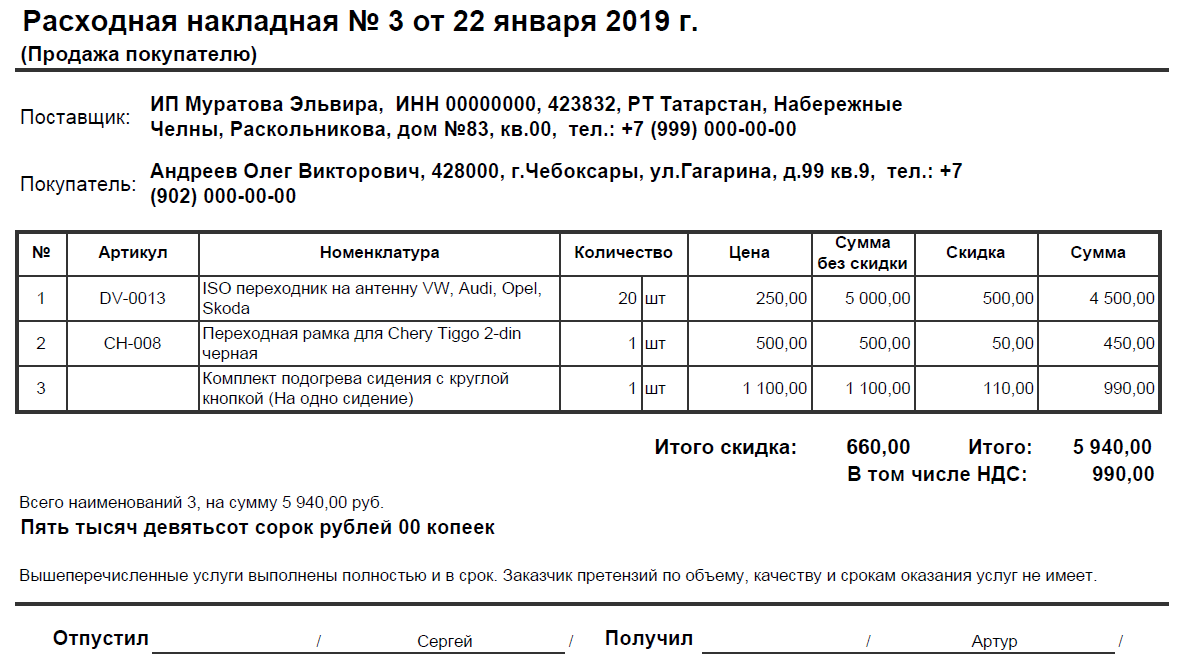 Расходная накладная № 3 от 22 января 2019 г.
(Продажа покупателю)
Поставщик: ИП Муратова Эльвира, ИНН 00000000, 423832, РТ Татарстан, Набережные
Челны, Раскольникова, дом №83, кв.00, тел.: +7 (999) 000-00-00
Покупатель: Андреев Олег Викторович, 428000, г.Чебоксары, ул.Гагарина, д.99 кв.9, тел.: +7
(902) 000-00-00
№ Артикул Номенклатура Количество Цена Сумма без скидки Скидка Сумма
1 DV-0013 ISO переходник на антенну VW, Audi, Opel, Skoda 20 шт 250,00 5 000,00 500,00 4 500,00
2 CH-008 Переходная рамка для Chery Tiggo 2-din черная 1 шт 500,00 500,00 50,00 450,00
3 Комплект подогрева сидения с круглой кнопкой (На одно сидение) 1 шт 1 100,00 1 100,00 110,00 990,00
Итого скидка: 660,00 Итого: 5 940,00
В том числе НДС: 990,00
Всего наименований 3, на сумму 5 940,00 руб.
Пять тысяч девятьсот сорок рублей 00 копеек
Вышеперечисленные услуги выполнены полностью и в срок. Заказчик претензий по объему, качеству и срокам оказания услуг не имеет.
Отпустил / Сергей / Получил / Артур /